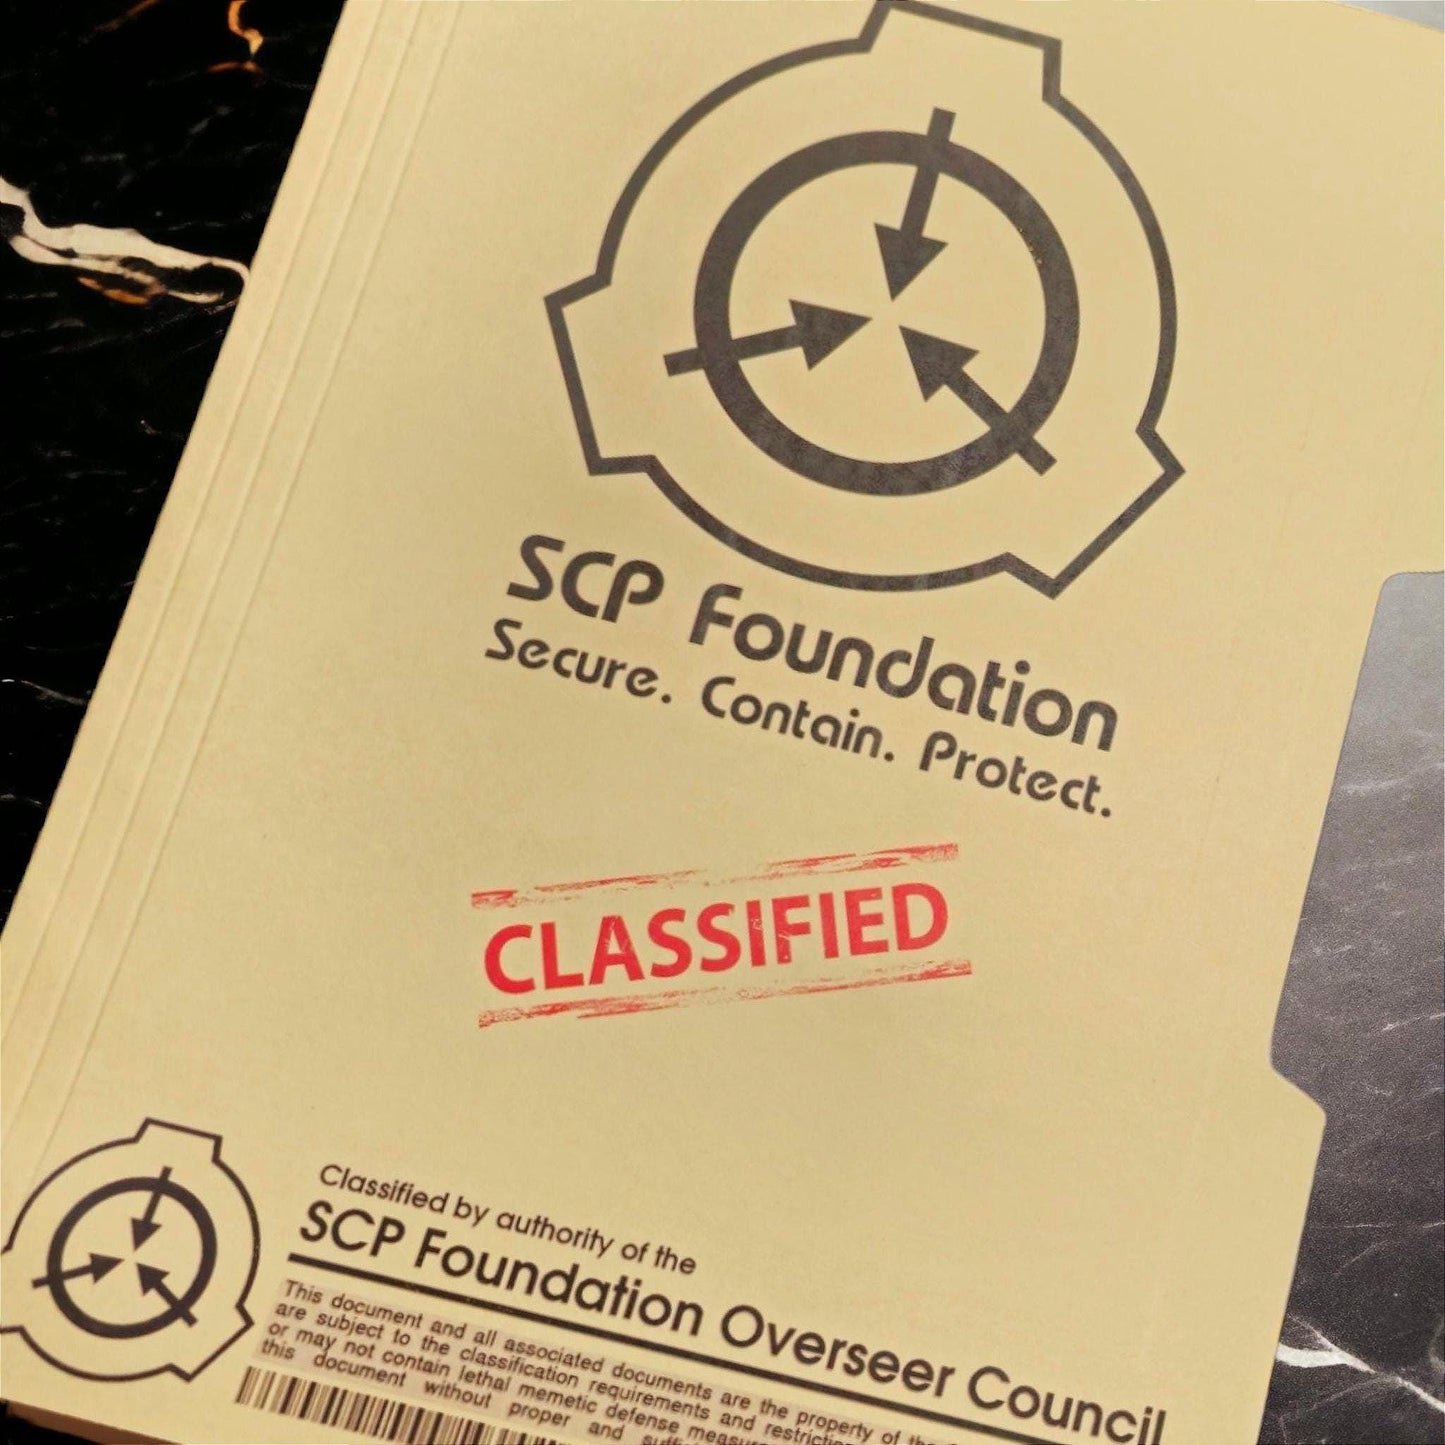 SCP Foundation
Secure. Contain. Protect.
CLASSIFIED
Classified by authority of the
SCP Foundation Overseer Council
This document and all associated documents are the property of the
are subject to the classification requirements and
or may not contain lethal memetic defense
this document without proper and